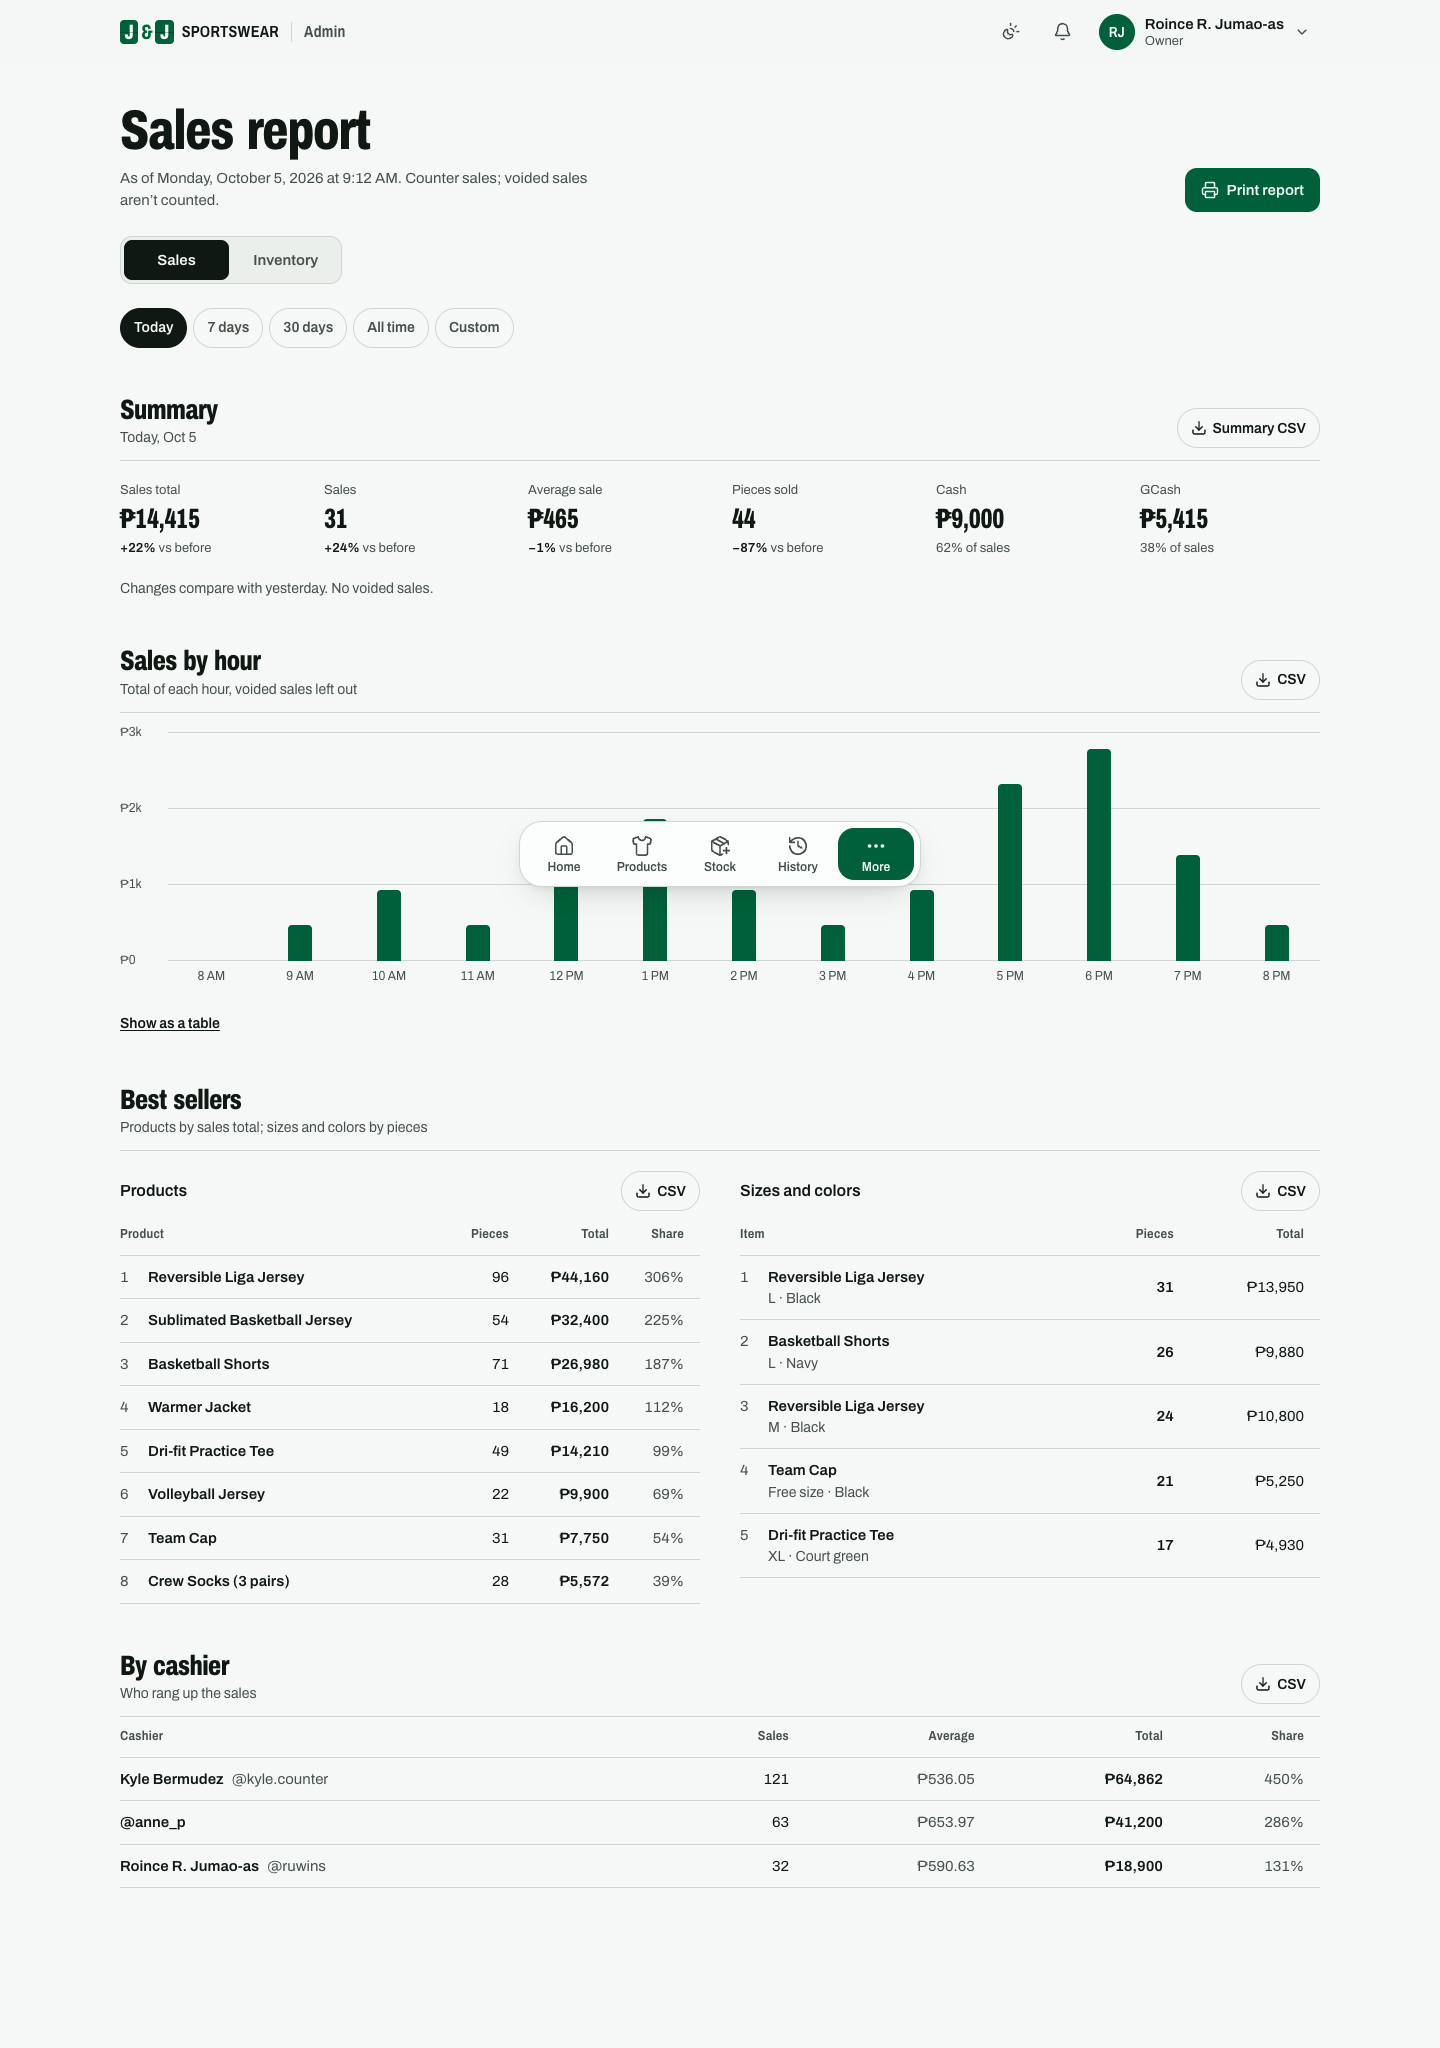 J & J SPORTSWEAR Admin
RJ Roince R. Jumao-as
Owner
Sales report
As of Monday, October 5, 2026 at 9:12 AM. Counter sales; voided sales
aren’t counted.
Print report
Sales Inventory
Today 7 days 30 days All time Custom
Summary
Today, Oct 5
Summary CSV
Sales total Sales Average sale Pieces sold Cash GCash
₱14,415 31 ₱465 44 ₱9,000 ₱5,415
+22% vs before +24% vs before −1% vs before −87% vs before 62% of sales 38% of sales
Changes compare with yesterday. No voided sales.
Sales by hour
Total of each hour, voided sales left out
CSV
₱3k
₱2k
₱1k
₱0
Home Products Stock History More
8 AM 9 AM 10 AM 11 AM 12 PM 1 PM 2 PM 3 PM 4 PM 5 PM 6 PM 7 PM 8 PM
Show as a table
Best sellers
Products by sales total; sizes and colors by pieces
Products CSV
Product Pieces Total Share
1 Reversible Liga Jersey 96 ₱44,160 306%
2 Sublimated Basketball Jersey 54 ₱32,400 225%
3 Basketball Shorts 71 ₱26,980 187%
4 Warmer Jacket 18 ₱16,200 112%
5 Dri-fit Practice Tee 49 ₱14,210 99%
6 Volleyball Jersey 22 ₱9,900 69%
7 Team Cap 31 ₱7,750 54%
8 Crew Socks (3 pairs) 28 ₱5,572 39%
Sizes and colors CSV
Item Pieces Total
1 Reversible Liga Jersey 31 ₱13,950
L · Black
2 Basketball Shorts 26 ₱9,880
L · Navy
3 Reversible Liga Jersey 24 ₱10,800
M · Black
4 Team Cap 21 ₱5,250
Free size · Black
5 Dri-fit Practice Tee 17 ₱4,930
XL · Court green
By cashier
Who rang up the sales
CSV
Cashier Sales Average Total Share
Kyle Bermudez @kyle.counter 121 ₱536.05 ₱64,862 450%
@anne_p 63 ₱653.97 ₱41,200 286%
Roince R. Jumao-as @ruwins 32 ₱590.63 ₱18,900 131%